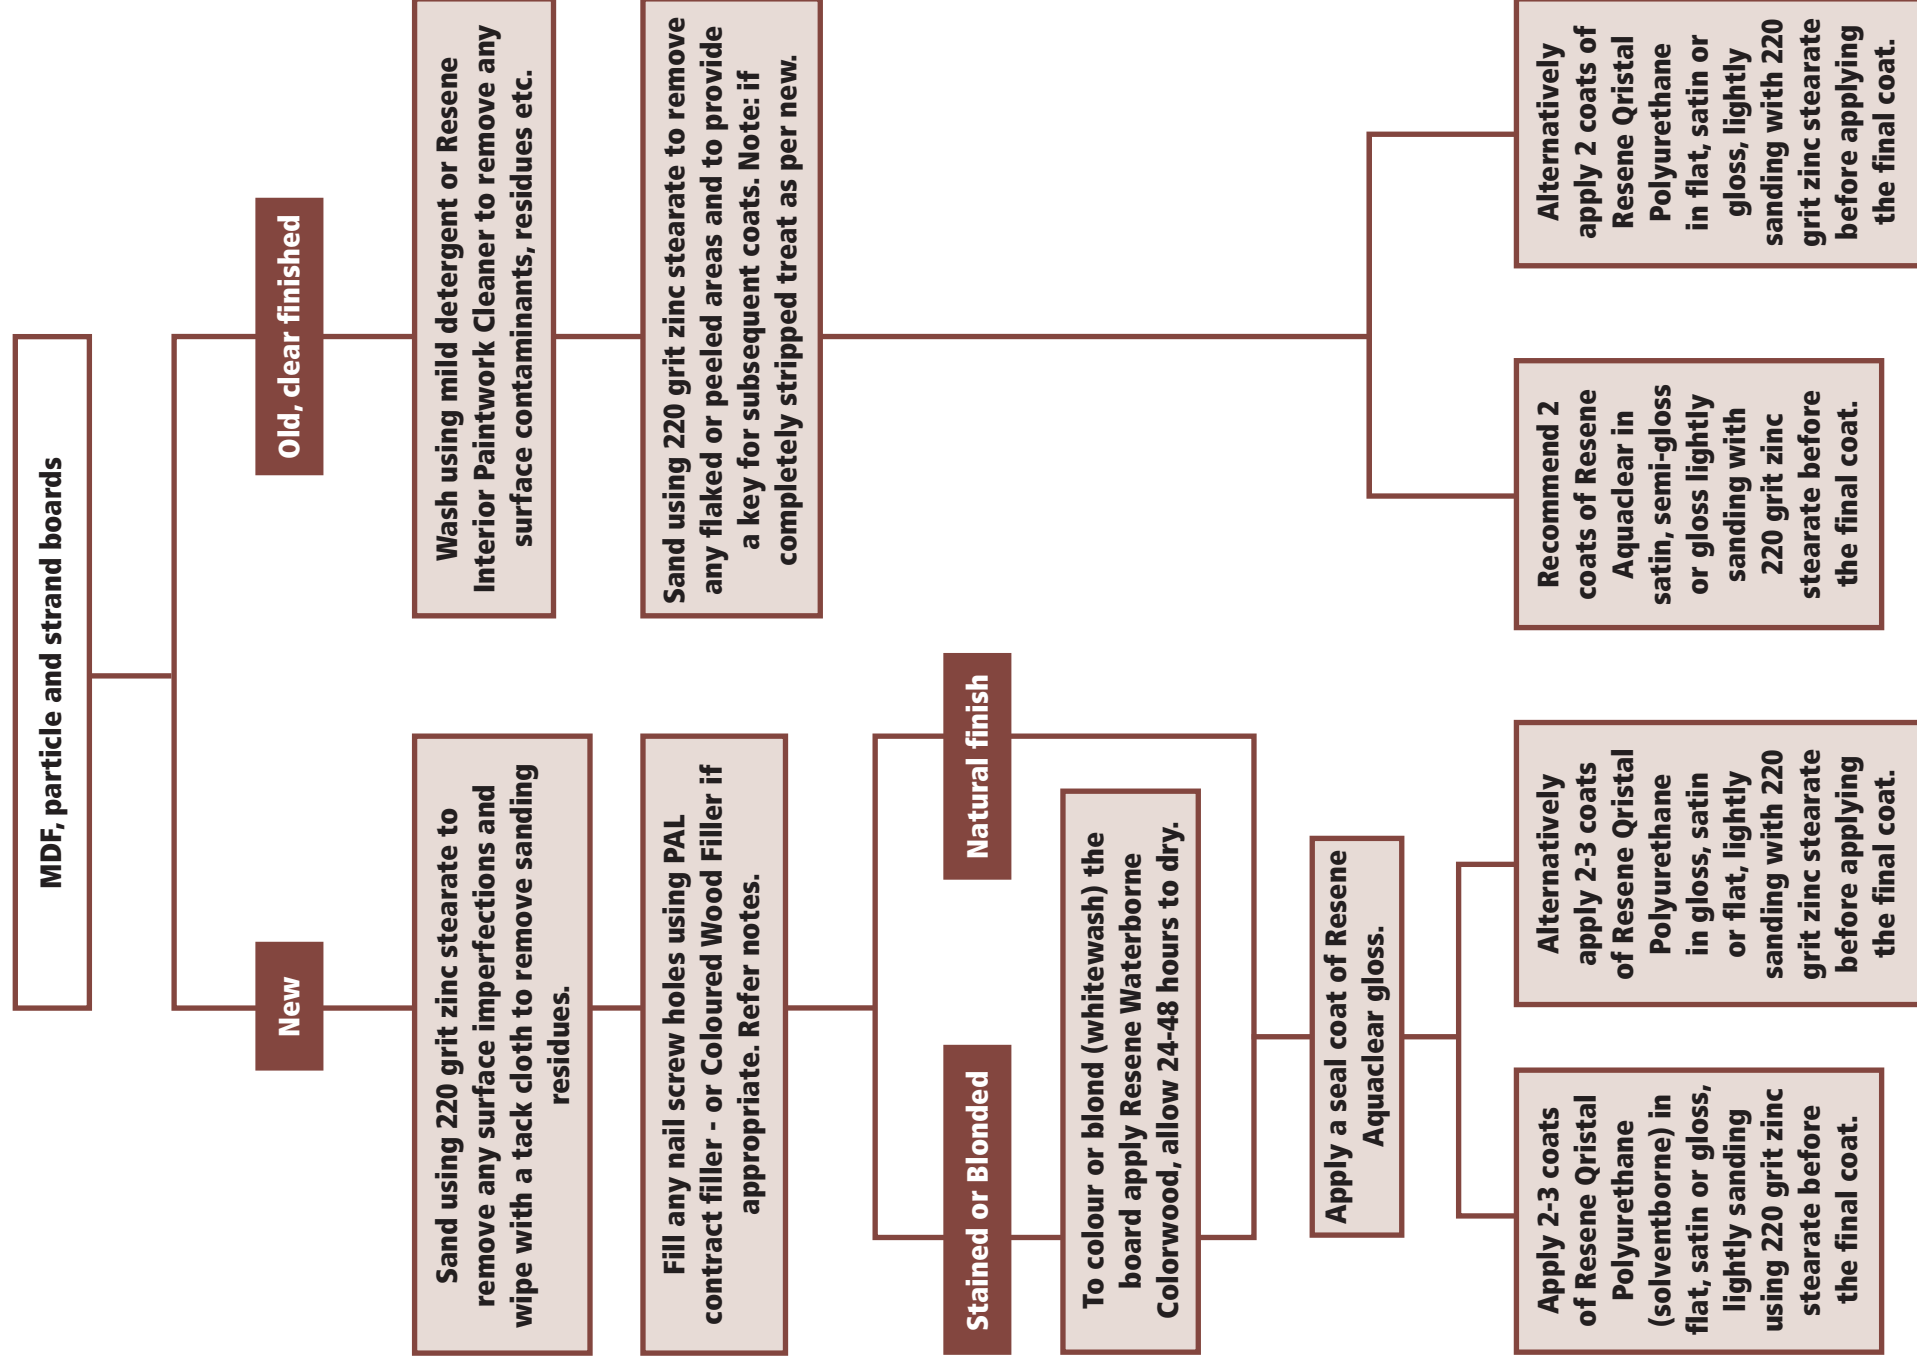 MDF, particle and strand boards
New
Old, clear finished
Sand using 220 grit zinc stearate to
remove any surface imperfections and
wipe with a tack cloth to remove sanding
residues.
Wash using mild detergent or Resene
Interior Paintwork Cleaner to remove any
surface contaminants, residues etc.
Fill any nail screw holes using PAL
contract filler - or Coloured Wood Filler if
appropriate. Refer notes.
Sand using 220 grit zinc stearate to remove
any flaked or peeled areas and to provide
a key for subsequent coats. Note: if
completely stripped treat as per new.
Stained or Blonded
Natural finish
To colour or blond (whitewash) the
board apply Resene Waterborne
Colorwood, allow 24-48 hours to dry.
Apply a seal coat of Resene
Aquaclear gloss.
Apply 2-3 coats
of Resene Qristal
Polyurethane
(solventborne) in
flat, satin or gloss,
lightly sanding
using 220 grit zinc
stearate before
the final coat.
Alternatively
apply 2-3 coats
of Resene Qristal
Polyurethane
in gloss, satin
or flat, lightly
sanding with 220
grit zinc stearate
before applying
the final coat.
Recommend 2
coats of Resene
Aquaclear in
satin, semi-gloss
or gloss lightly
sanding with
220 grit zinc
stearate before
the final coat.
Alternatively
apply 2 coats of
Resene Qristal
Polyurethane
in flat, satin or
gloss, lightly
sanding with 220
grit zinc stearate
before applying
the final coat.